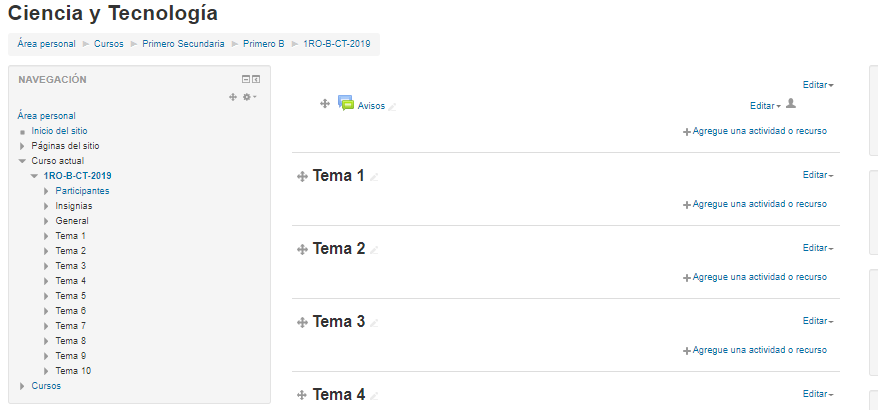 Ciencia y Tecnología
Área personal Cursos Primero Secundaria Primero B 1RO-B-CT-2019
NAVEGACIÓN
Área personal
Inicio del sitio
Páginas del sitio
Curso actual
1RO-B-CT-2019
Participantes
Insignias
General
Tema 1
Tema 2
Tema 3
Tema 4
Tema 5
Tema 6
Tema 7
Tema 8
Tema 9
Tema 10
Cursos
Editar
Avisos Editar
Agregue una actividad o recurso
Tema 1 Editar
Agregue una actividad o recurso
Tema 2 Editar
Agregue una actividad o recurso
Tema 3 Editar
Agregue una actividad o recurso
Tema 4 Editar